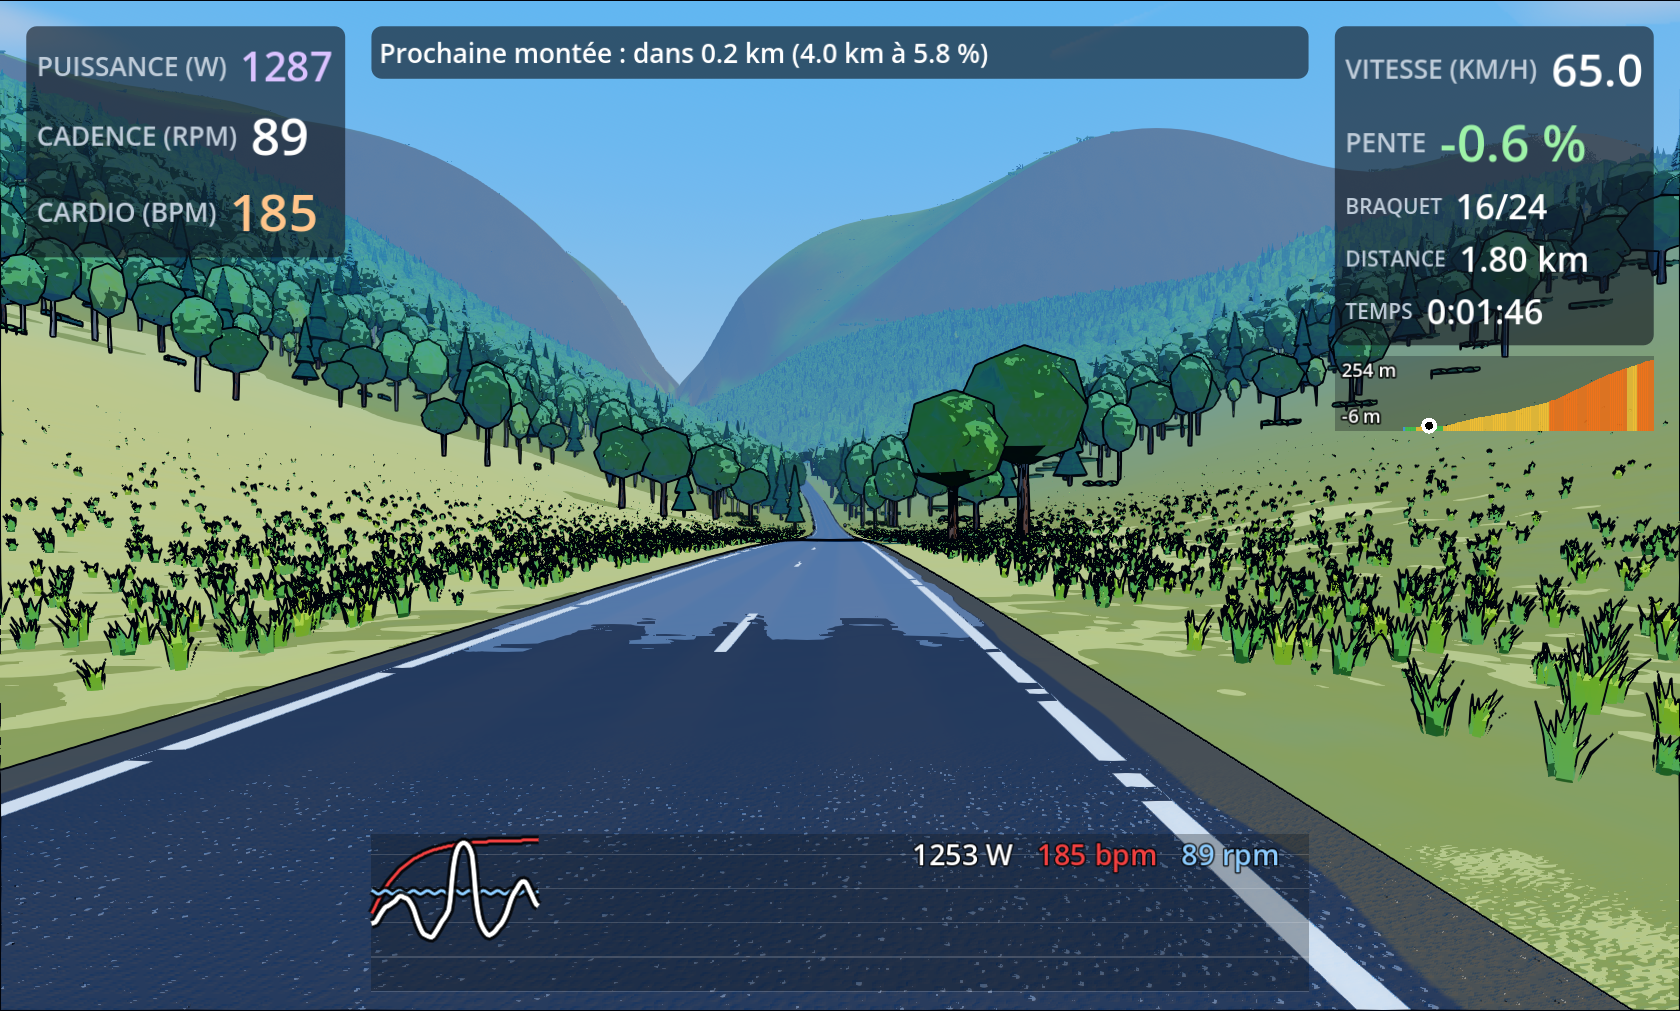 PUISSANCE (W) 1287
CADENCE (RPM) 89
CARDIO (BPM) 185
Prochaine montée : dans 0.2 km (4.0 km à 5.8 %)
VITESSE (KM/H) 65.0
PENTE -0.6 %
BRAQUET 16/24
DISTANCE 1.80 km
TEMPS 0:01:46
254 m
-6 m
1253 W 185 bpm 89 rpm